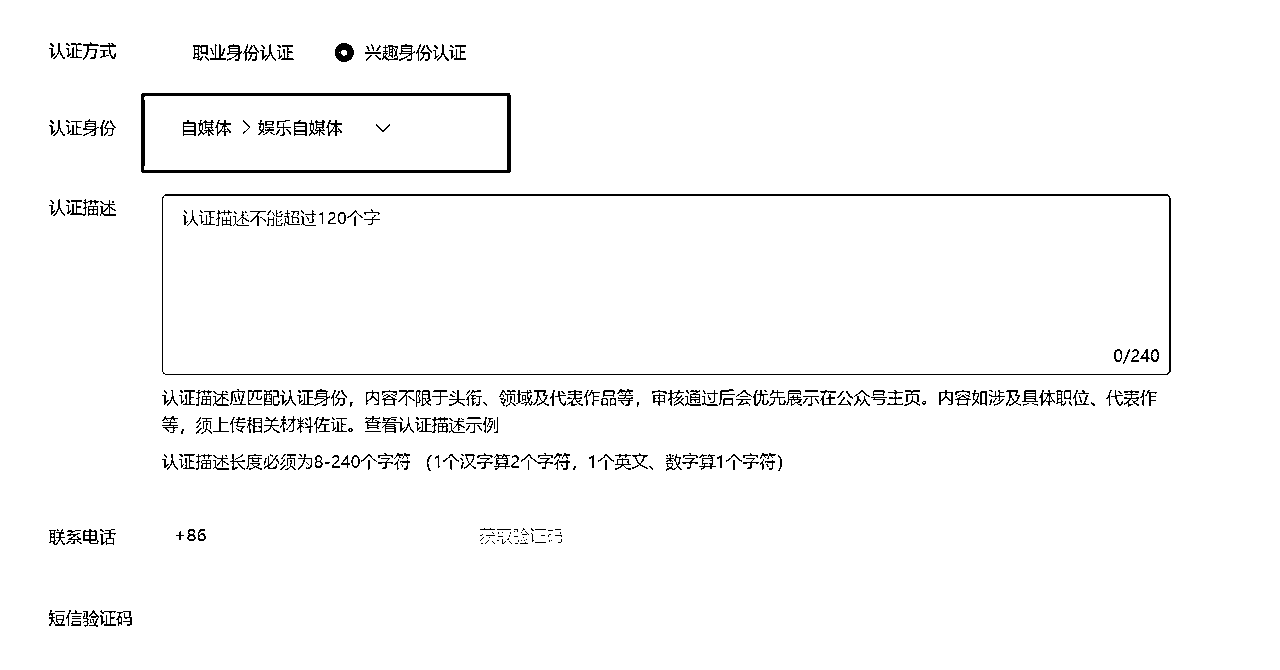 认证方式 职业身份认证 兴趣身份认证
认证身份 自媒体 > 娱乐自媒体
认证描述 认证描述不能超过120个字
0/240
认证描述应匹配认证身份，内容不限于头衔、领域及代表作品等，审核通过后会优先展示在公众号主页。内容如涉及具体职位、代表作
等，须上传相关材料佐证。查看认证描述示例
认证描述长度必须为8-240个字符 （1个汉字算2个字符，1个英文、数字算1个字符）
联系电话 +86 获取验证码
短信验证码